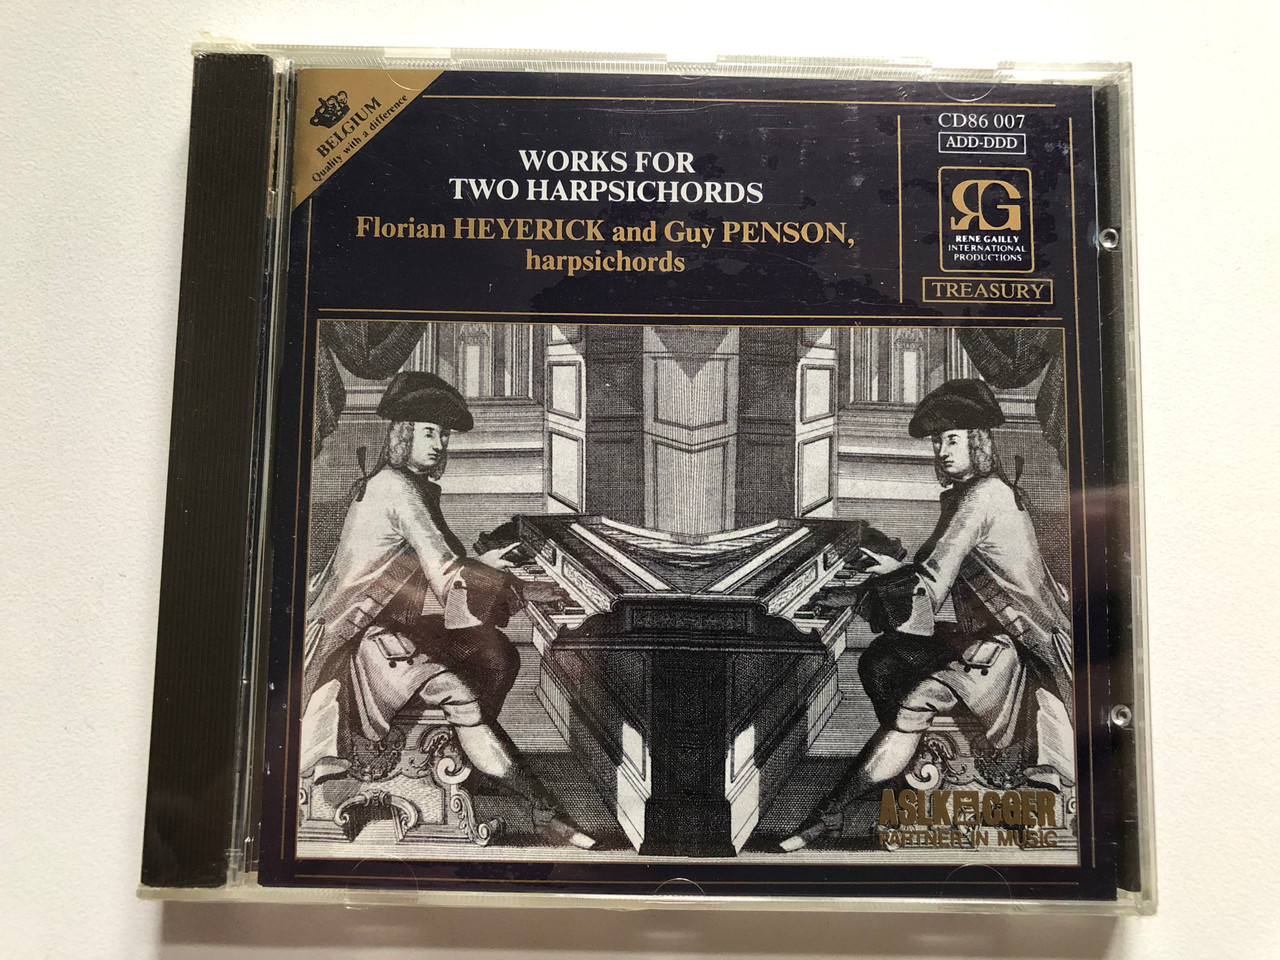 BELGIUM
Quality with a difference
WORKS FOR
TWO HARPSICHORDS
Florian HEYERICK and Guy PENSON,
harpsichords
CD86 007
ADD-DDD
RG
RENE GAILLY
INTERNATIONAL
PRODUCTIONS
TREASURY
ASLK CGER
PARTNER IN MUSIC